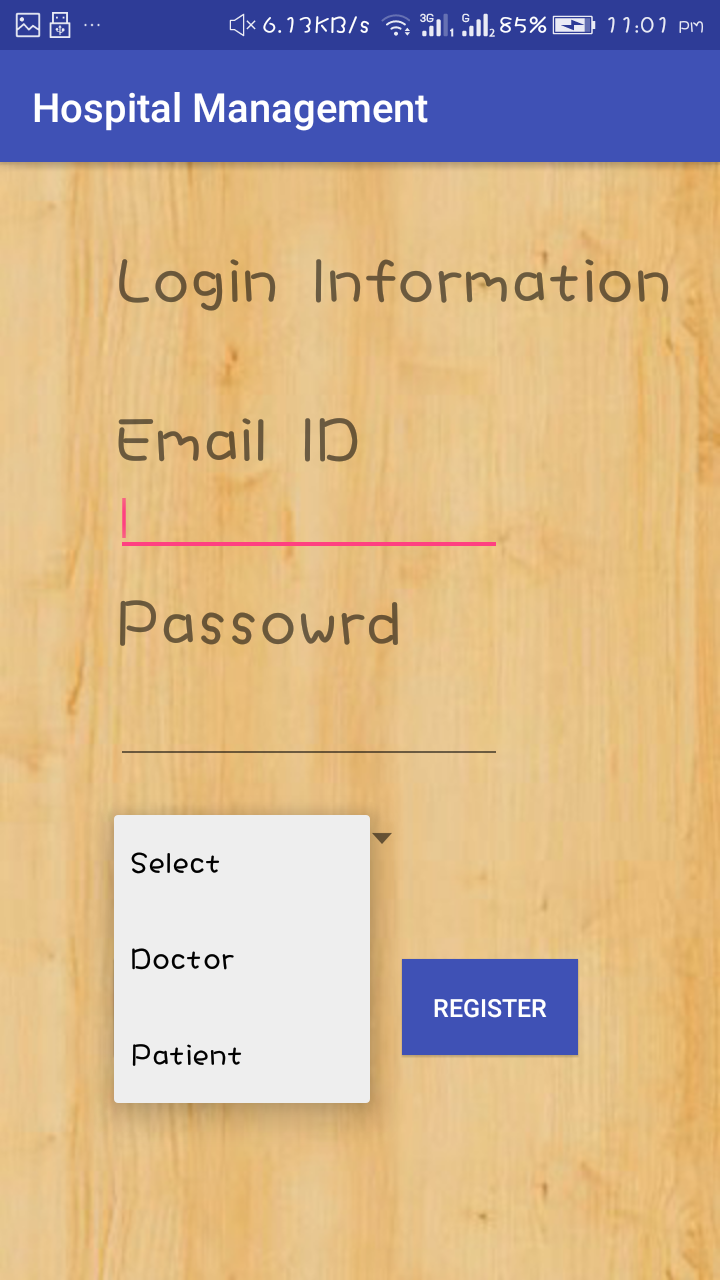 6.13KB/s 3G 1 G 2 85% 11:01 PM
Hospital Management
Login Information
Email ID
Passowrd
Select
Doctor
REGISTER
Patient